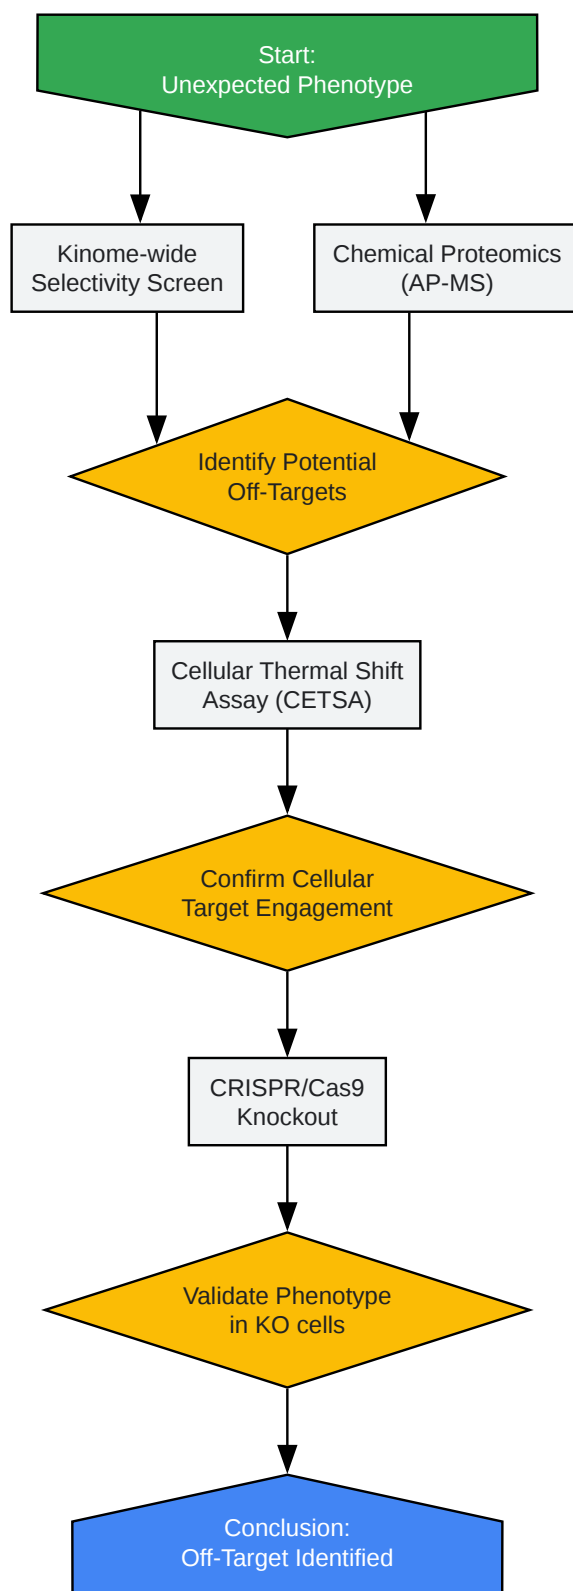 Start:
Unexpected Phenotype
Kinome-wide
Selectivity Screen
Chemical Proteomics
(AP-MS)
Identify Potential
Off-Targets
Cellular Thermal Shift
Assay (CETSA)
Confirm Cellular
Target Engagement
CRISPR/Cas9
Knockout
Validate Phenotype
in KO cells
Conclusion:
Off-Target Identified